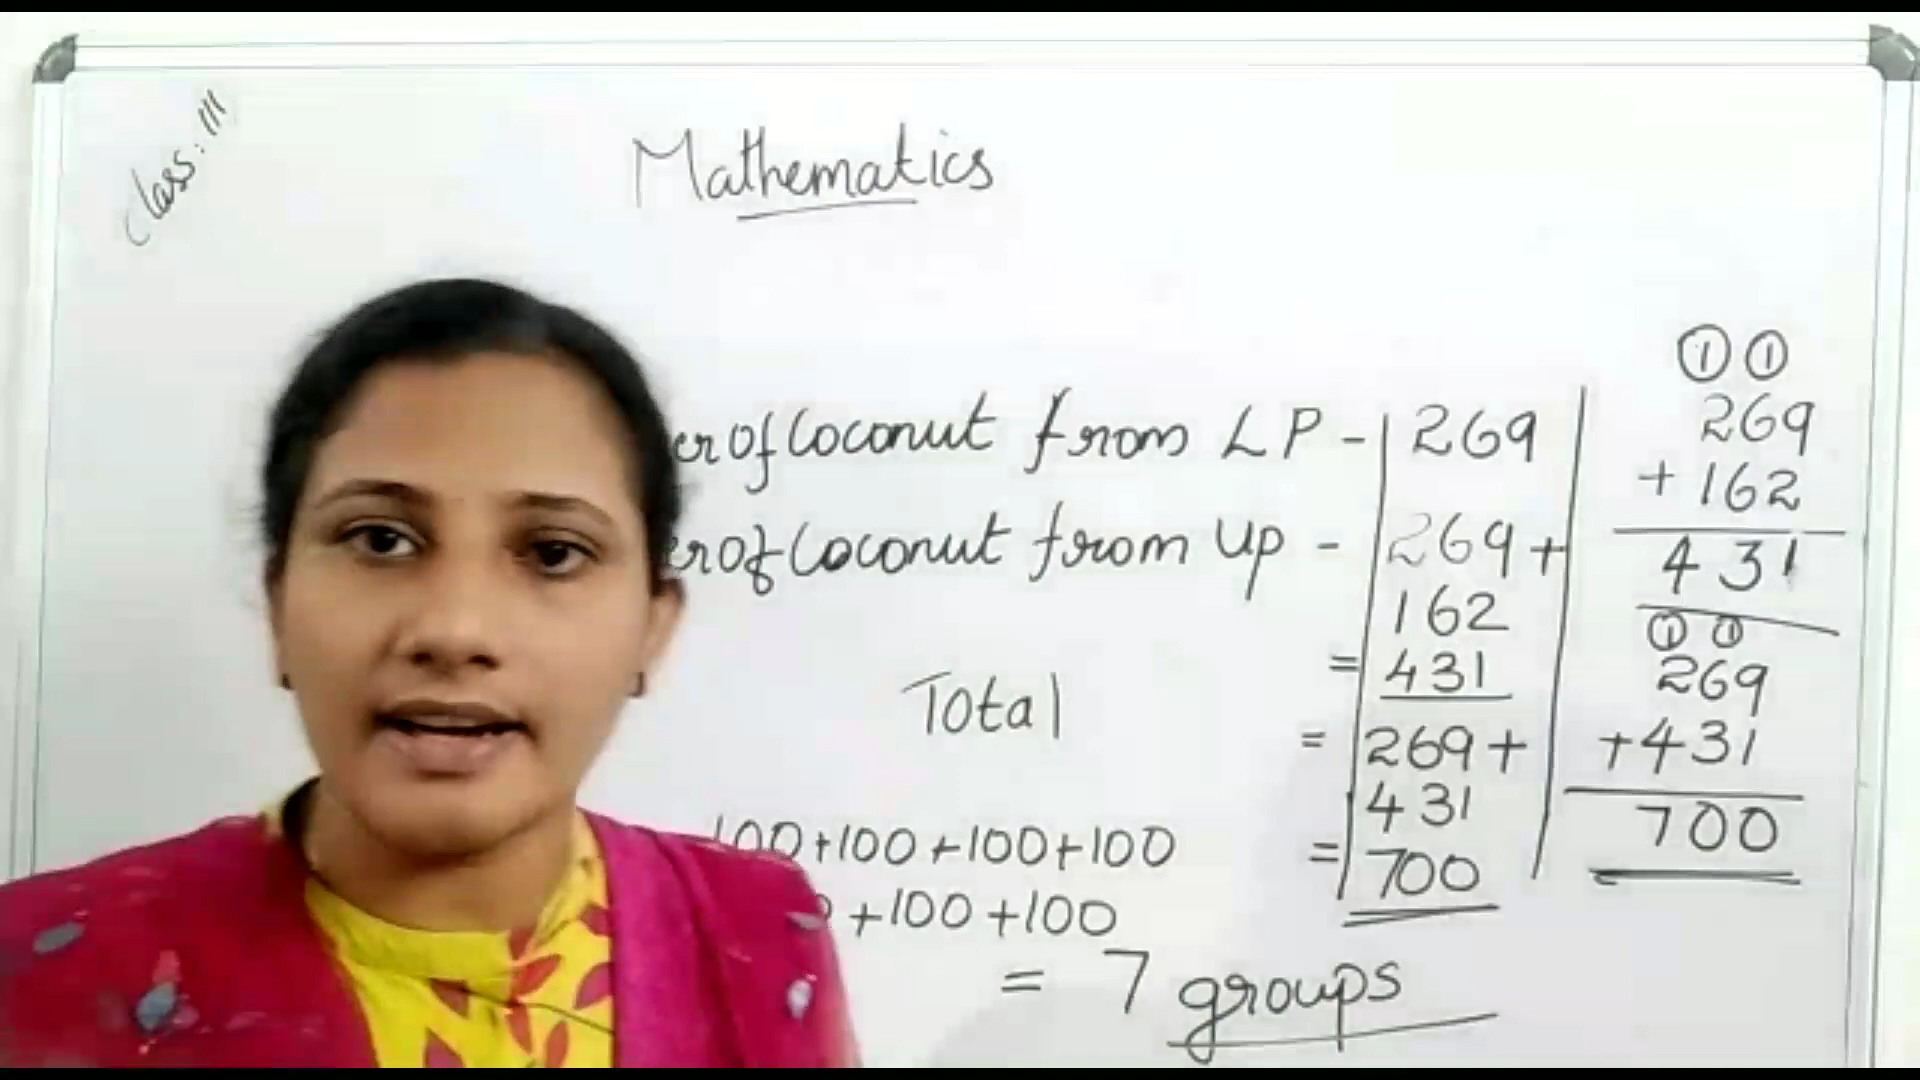 Class: III
Mathematics
er of Coconut from LP - 269
er of Coconut from up - 269 +
162
= 431
Total = 269 +
431
= 700
100 + 100 + 100 + 100
+ 100 + 100
= 7 groups
1 1
269
+ 162
431
1 1
269
+ 431
700